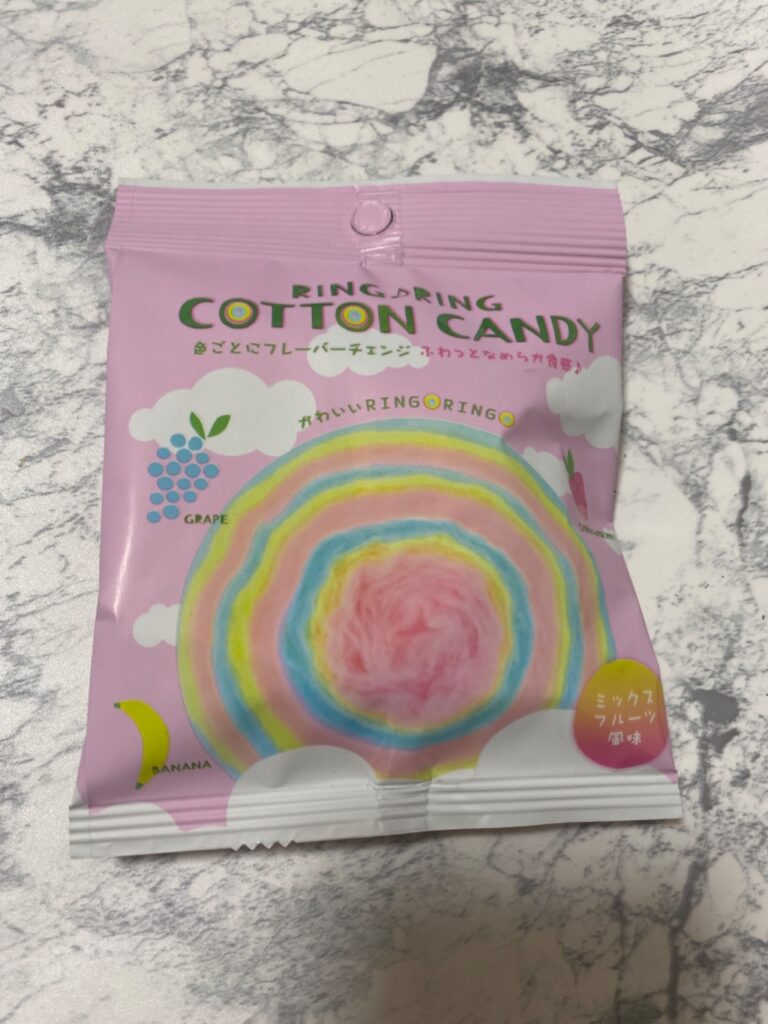 RING♪RING
COTTON CANDY
色ごとにフレーバーチェンジ ふわっとなめらか食感♪
かわいいRINGORINGO
GRAPE
STRAWBERRY
BANANA
ミックス
フルーツ
風味